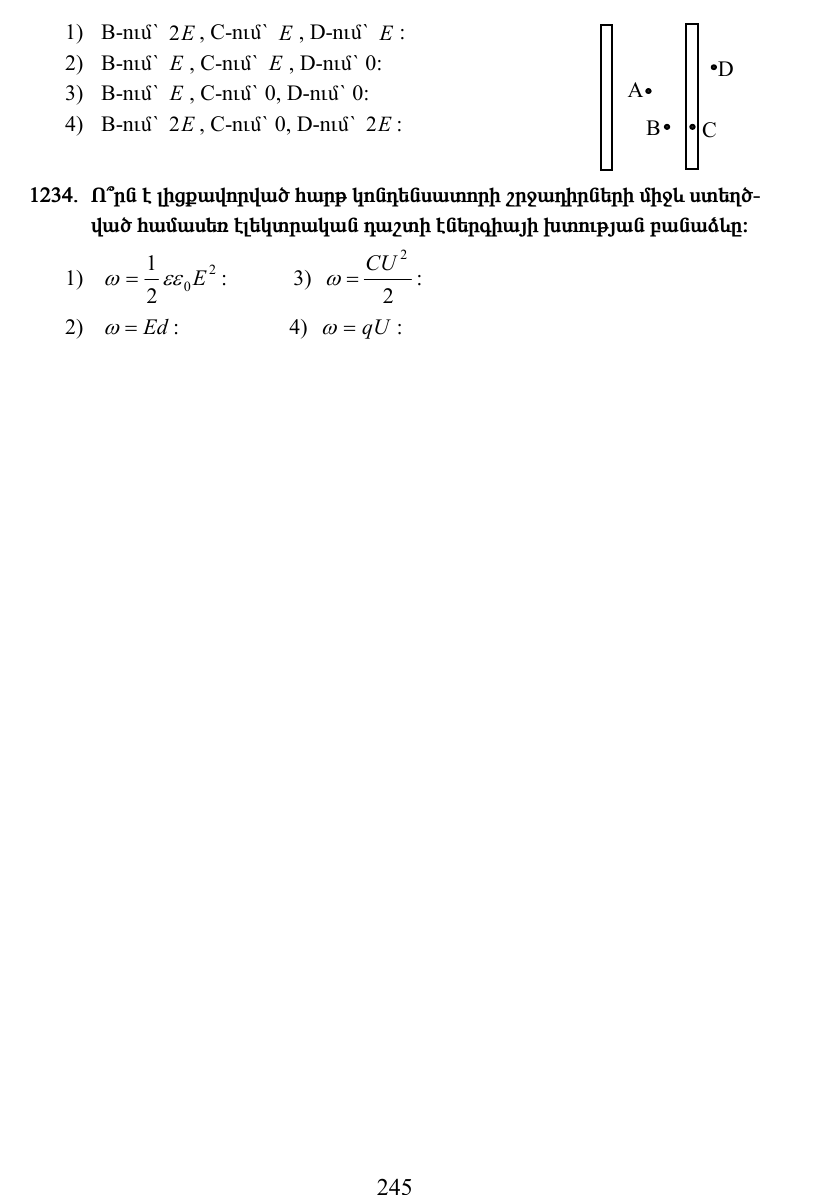 1) B-ում` 2E , C-ում` E , D-ում` E :
2) B-ում` E , C-ում` E , D-ում` 0:
3) B-ում` E , C-ում` 0, D-ում` 0:
4) B-ում` 2E , C-ում` 0, D-ում` 2E :
D
A
B
C
1234. Ո՞րն է լիցքավորված հարթ կոնդենսատորի շրջադիրների միջև ստեղծ-
ված համասեռ էլեկտրական դաշտի էներգիայի խտության բանաձևը:
1) ω = 1/2 εε₀E² : 3) ω = CU²/2 :
2) ω = Ed : 4) ω = qU :
245